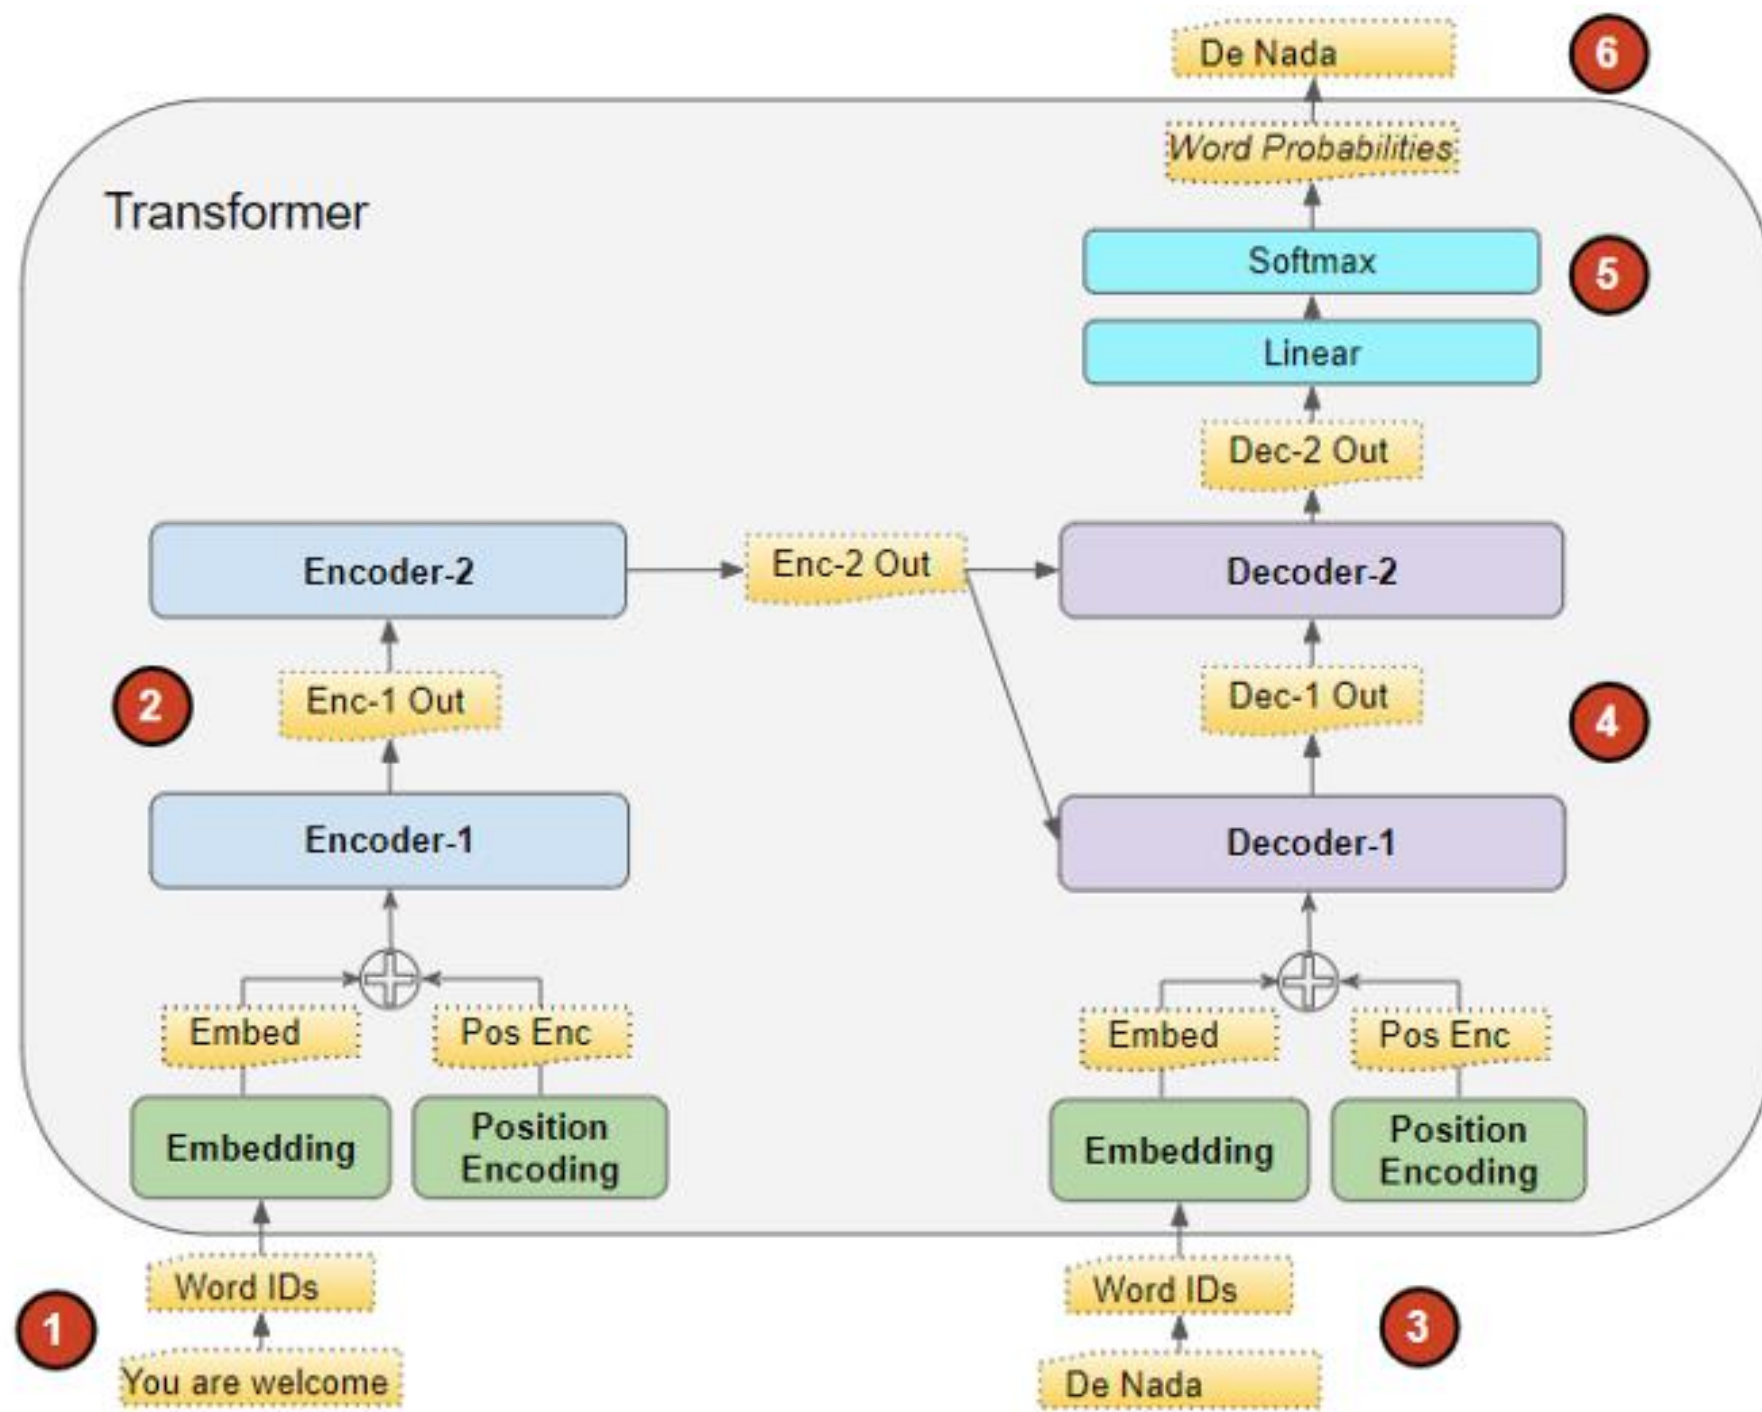 De Nada
6
Word Probabilities
Transformer
Softmax
5
Linear
Dec-2 Out
Encoder-2
Enc-2 Out
Decoder-2
2
Enc-1 Out
Dec-1 Out
4
Encoder-1
Decoder-1
Embed
Pos Enc
Embed
Pos Enc
Embedding
Position
Encoding
Embedding
Position
Encoding
1
Word IDs
You are welcome
Word IDs
De Nada
3